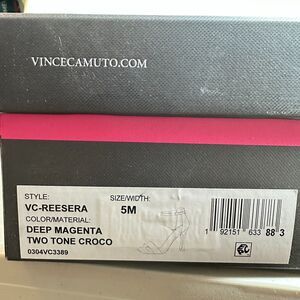 VINCECAMUTO.COM
STYLE: SIZE/WIDTH:
VC-REESERA 5M
COLOR/MATERIAL:
DEEP MAGENTA
TWO TONE CROCO
0304VC3389
1 92151 633 88 3